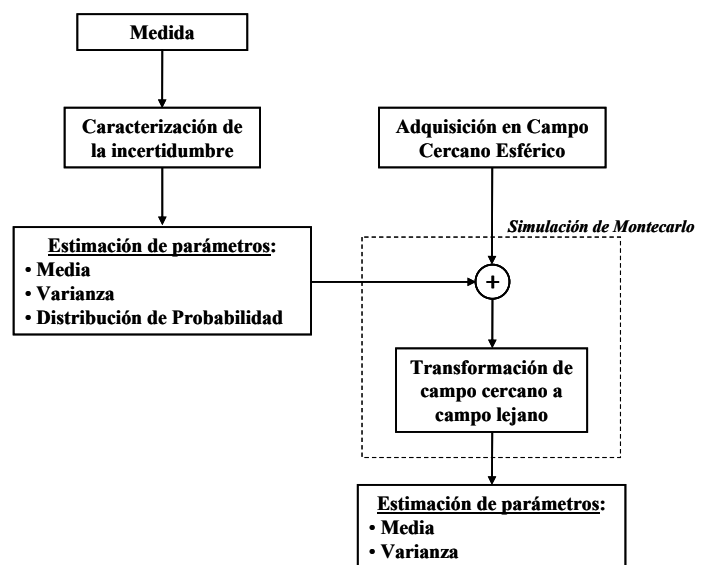 Medida
Caracterización de
la incertidumbre
Adquisición en Campo
Cercano Esférico
Simulación de Montecarlo
Estimación de parámetros:
• Media
• Varianza
• Distribución de Probabilidad
+
Transformación de
campo cercano a
campo lejano
Estimación de parámetros:
• Media
• Varianza